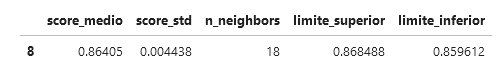 score_medio score_std n_neighbors limite_superior limite_inferior
8 0.86405 0.004438 18 0.868488 0.859612